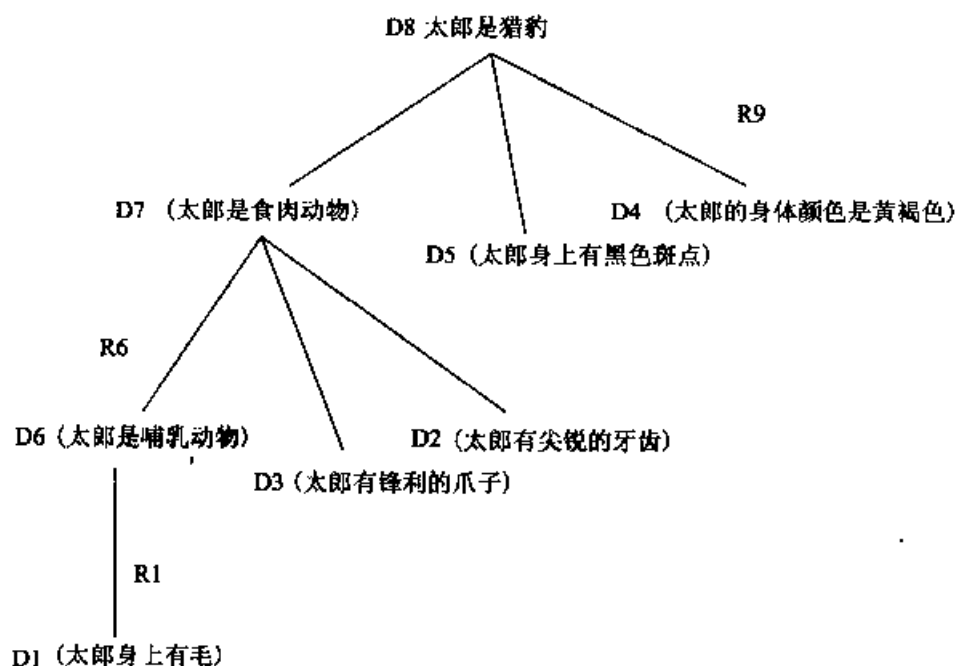 D8 太郎是猎豹
R9
D7 （太郎是食肉动物）
D4 （太郎的身体颜色是黄褐色）
D5（太郎身上有黑色斑点）
R6
D6（太郎是哺乳动物）
D2（太郎有尖锐的牙齿）
D3（太郎有锋利的爪子）
R1
D1（太郎身上有毛）